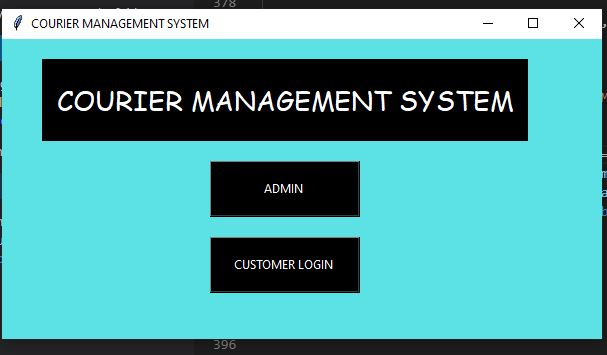 378
COURIER MANAGEMENT SYSTEM
COURIER MANAGEMENT SYSTEM
ADMIN
CUSTOMER LOGIN
396